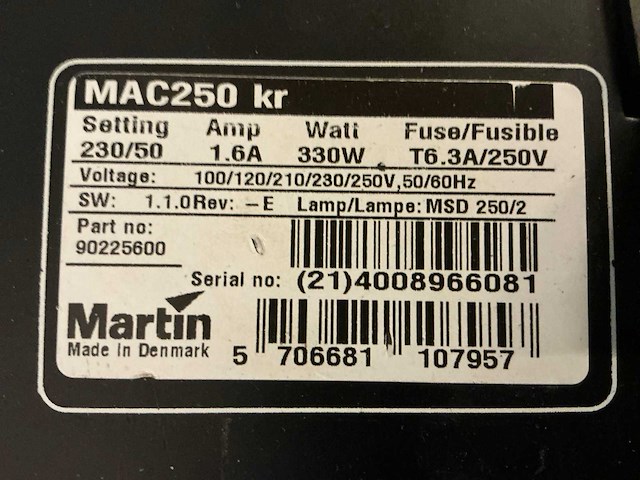 MAC250 kr
Setting Amp Watt Fuse/Fusible
230/50 1.6A 330W T6.3A/250V
Voltage: 100/120/210/230/250V,50/60Hz
SW: 1.1.0Rev: -E Lamp/Lampe: MSD 250/2
Part no:
90225600
Serial no: (21)4008966081
Martin
Made In Denmark
5 706681 107957